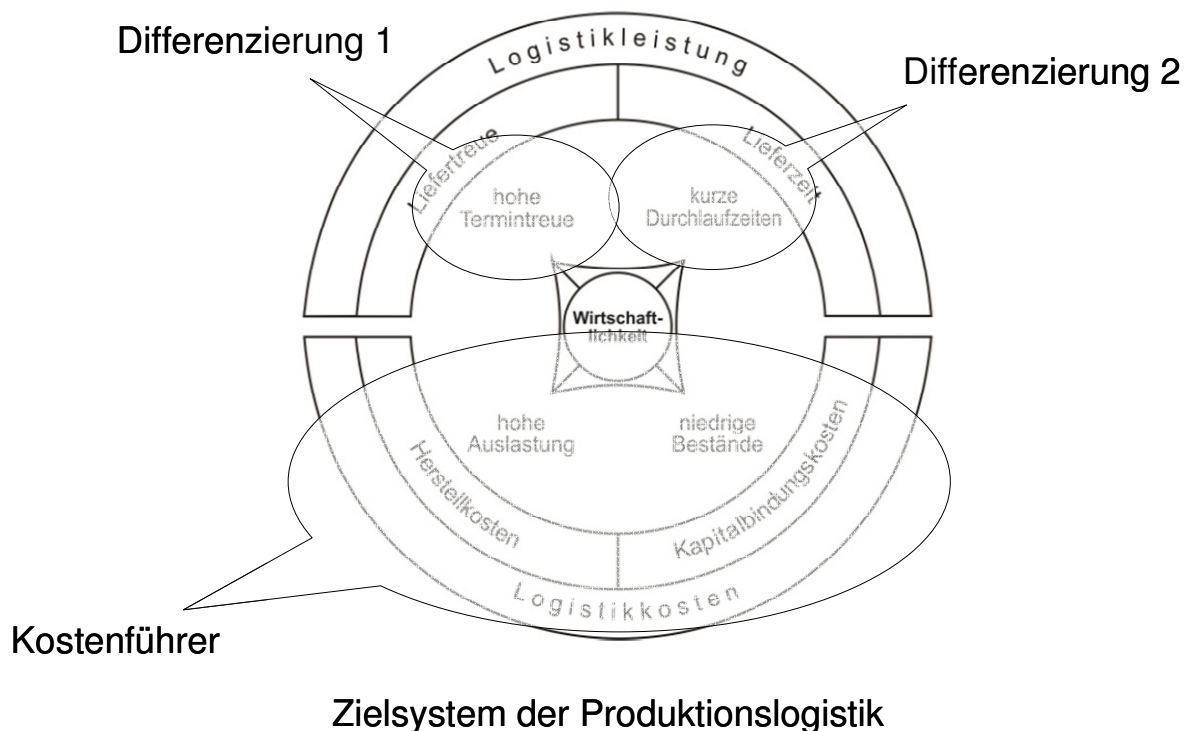 Differenzierung 1
Logistikleistung
Differenzierung 2
Liefertreue
Lieferzeit
hohe
Termintreue
kurze
Durchlaufzeiten
Wirtschaft-
lichkeit
hohe
Auslastung
niedrige
Bestände
Herstellkosten
Kapitalbindungskosten
Logistikkosten
Kostenführer
Zielsystem der Produktionslogistik